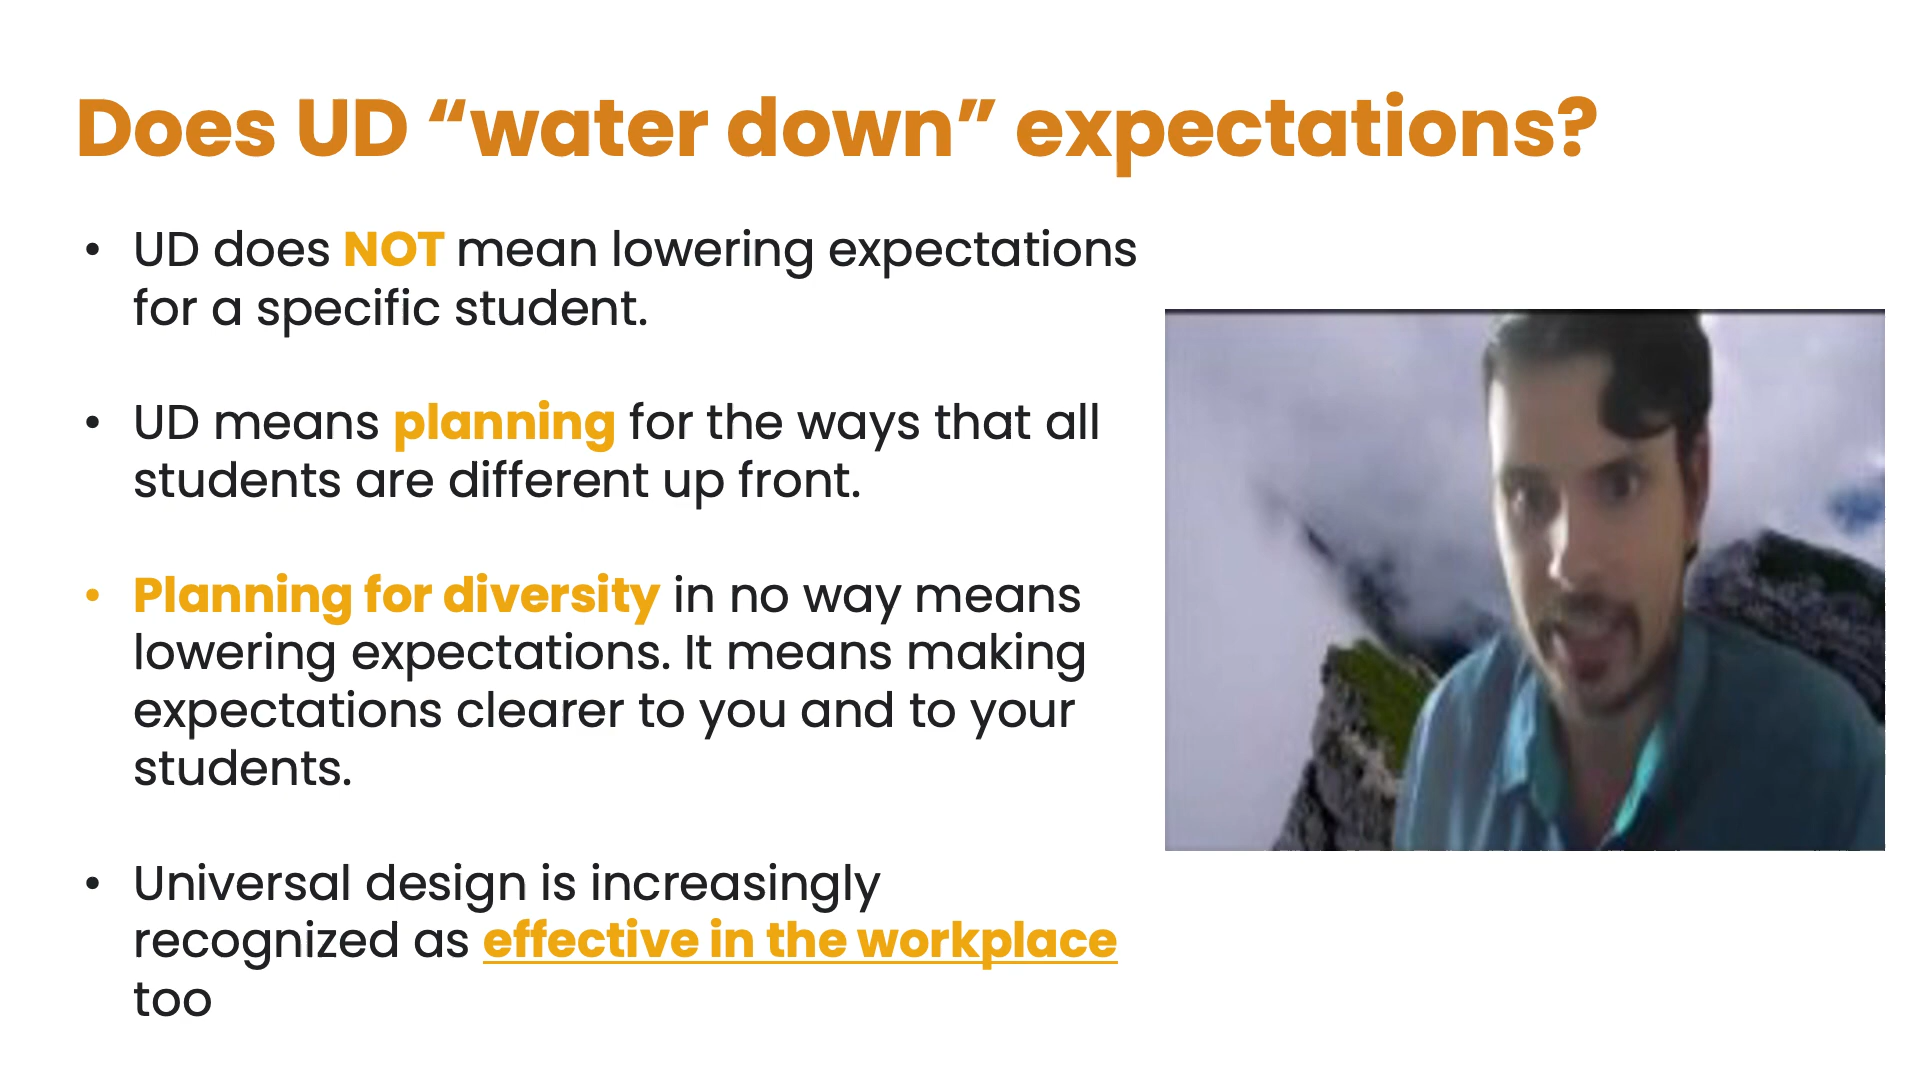 Does UD “water down” expectations?
• UD does NOT mean lowering expectations
for a specific student.
• UD means planning for the ways that all
students are different up front.
• Planning for diversity in no way means
lowering expectations. It means making
expectations clearer to you and to your
students.
• Universal design is increasingly
recognized as effective in the workplace
too